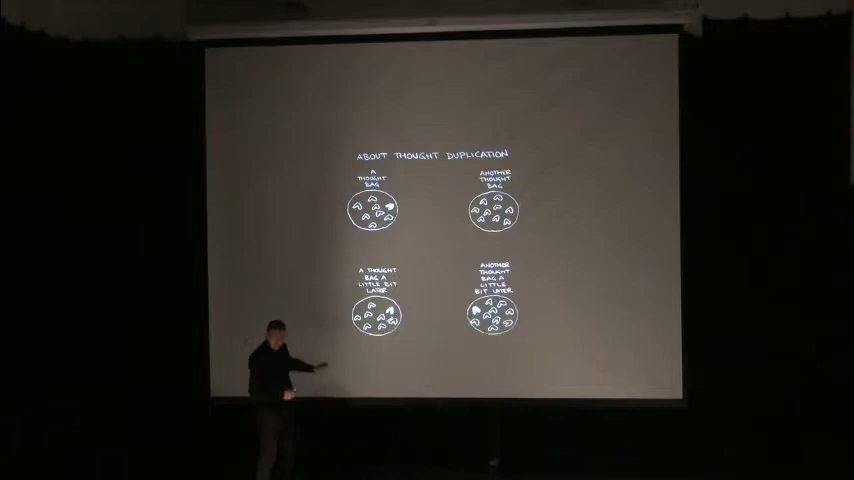 ABOUT THOUGHT DUPLICATION
A
THOUGHT
BAG
ANOTHER
THOUGHT
BAG
A THOUGHT
BAG A
LITTLE BIT
LATER
ANOTHER
THOUGHT
BAG A
LITTLE
BIT LATER